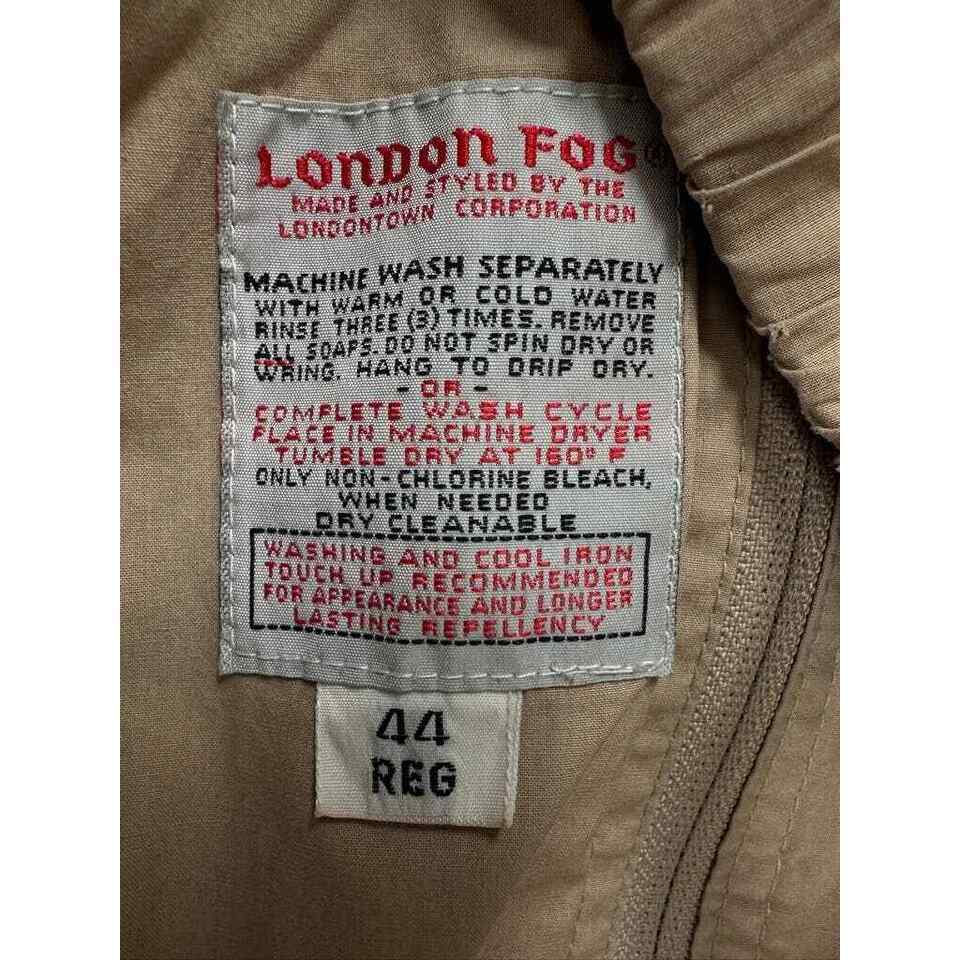 LONDON FOG®
MADE AND STYLED BY THE
LONDONTOWN CORPORATION
MACHINE WASH SEPARATELY
WITH WARM OR COLD WATER
RINSE THREE (3) TIMES. REMOVE
ALL SOAPS. DO NOT SPIN DRY OR
WRING. HANG TO DRIP DRY.
- OR -
COMPLETE WASH CYCLE
PLACE IN MACHINE DRYER
TUMBLE DRY AT 160° F
ONLY NON-CHLORINE BLEACH,
WHEN NEEDED
DRY CLEANABLE
WASHING AND COOL IRON
TOUCH UP RECOMMENDED
FOR APPEARANCE AND LONGER
LASTING REPELLENCY
44
REG